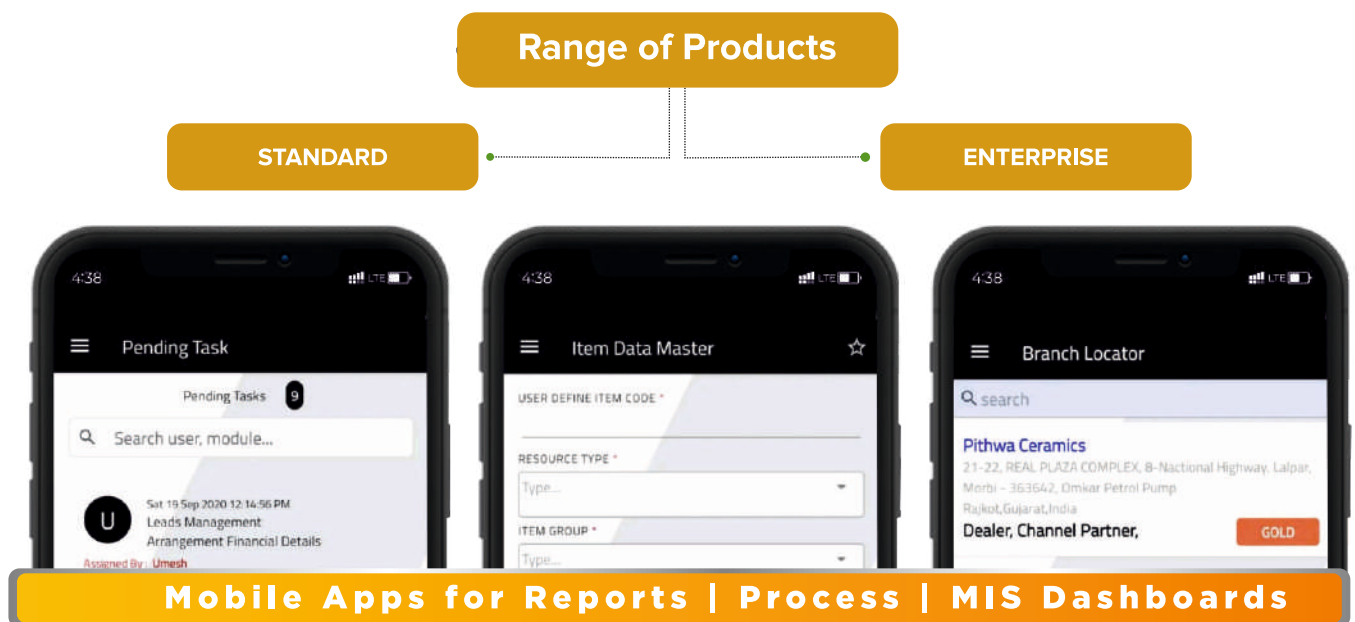 Range of Products
STANDARD
ENTERPRISE
4:38
LTE
Pending Task
Pending Tasks 9
Search user, module...
U
Sat 19 Sep 2020 12:14:56 PM
Leads Management
Arrangement Financial Details
Assigned By : Umesh
4:38
LTE
Item Data Master
USER DEFINE ITEM CODE *
RESOURCE TYPE *
Type...
ITEM GROUP *
Type...
4:38
LTE
Branch Locator
search
Pithwa Ceramics
21-22, REAL PLAZA COMPLEX, 8-Nactional Highway, Lalpar,
Morbi - 363642, Omkar Petrol Pump
Rajkot,Gujarat,India
Dealer, Channel Partner,
GOLD
Mobile Apps for Reports | Process | MIS Dashboards